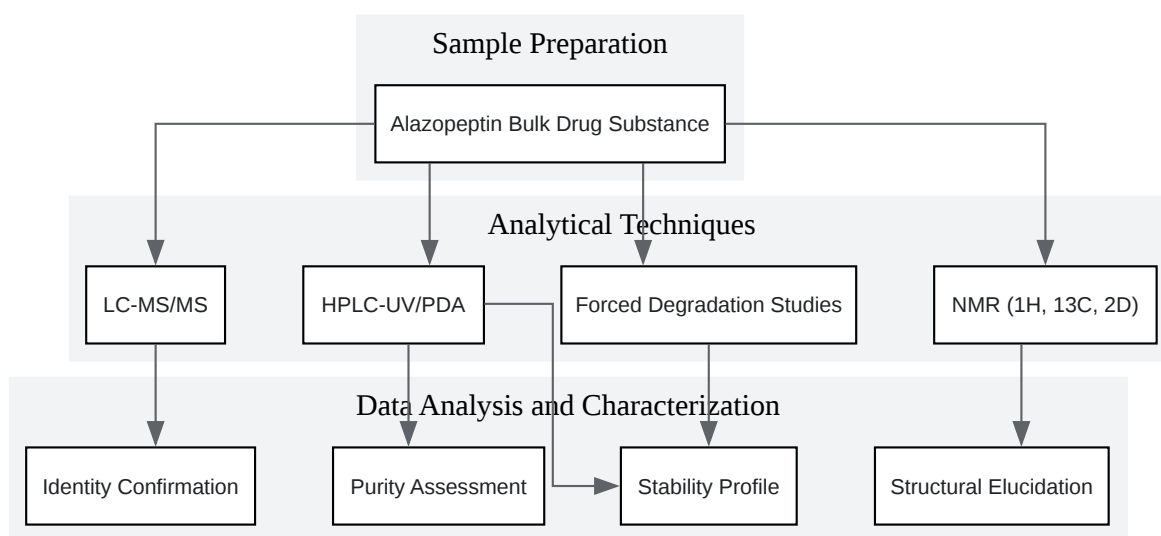 Sample Preparation
Alazopeptin Bulk Drug Substance
Analytical Techniques
LC-MS/MS
HPLC-UV/PDA
Forced Degradation Studies
NMR (1H, 13C, 2D)
Data Analysis and Characterization
Identity Confirmation
Purity Assessment
Stability Profile
Structural Elucidation